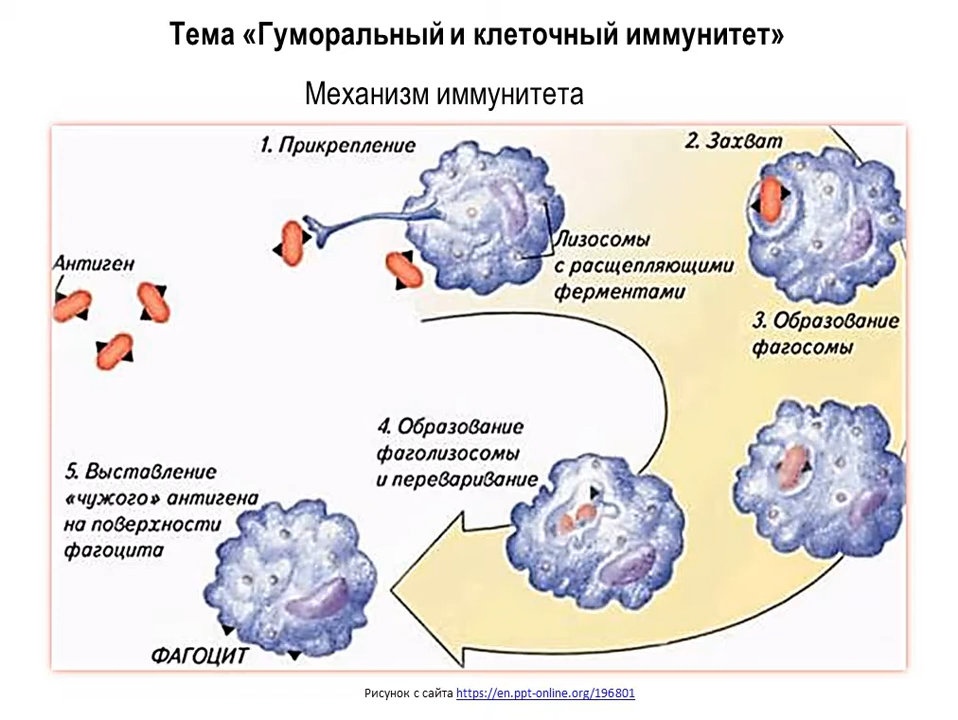 Тема «Гуморальный и клеточный иммунитет»
Механизм иммунитета
1. Прикрепление
2. Захват
Лизосомы
с расщепляющими
ферментами
Антиген
3. Образование
фагосомы
4. Образование
фаголизосомы
и переваривание
5. Выставление
«чужого» антигена
на поверхности
фагоцита
ФАГОЦИТ
Рисунок с сайта https://en.ppt-online.org/196801